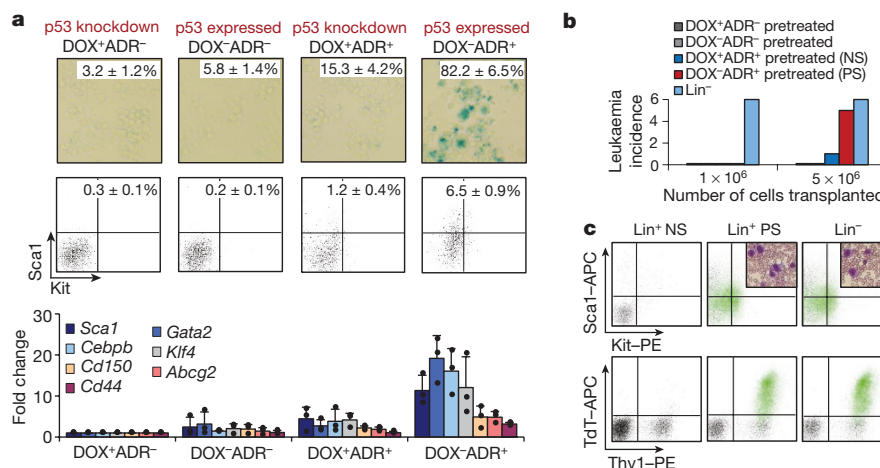 a
p53 knockdown p53 expressed p53 knockdown p53 expressed
DOX⁺ADR⁻ DOX⁻ADR⁻ DOX⁺ADR⁺ DOX⁻ADR⁺
3.2 ± 1.2% 5.8 ± 1.4% 15.3 ± 4.2% 82.2 ± 6.5%
0.3 ± 0.1% 0.2 ± 0.1% 1.2 ± 0.4% 6.5 ± 0.9%
Sca1
Kit
Fold change
30
20
10
0
Sca1
Cebpb
Cd150
Cd44
Gata2
Klf4
Abcg2
DOX⁺ADR⁻ DOX⁻ADR⁻ DOX⁺ADR⁺ DOX⁻ADR⁺
b
DOX⁺ADR⁻ pretreated
DOX⁻ADR⁻ pretreated
DOX⁺ADR⁺ pretreated (NS)
DOX⁻ADR⁺ pretreated (PS)
Lin⁻
Leukaemia
incidence
6
4
2
0
1 × 10⁶ 5 × 10⁶
Number of cells transplanted
c
Lin⁺ NS Lin⁺ PS Lin⁻
Sca1–APC
Kit–PE
TdT–APC
Thy1–PE